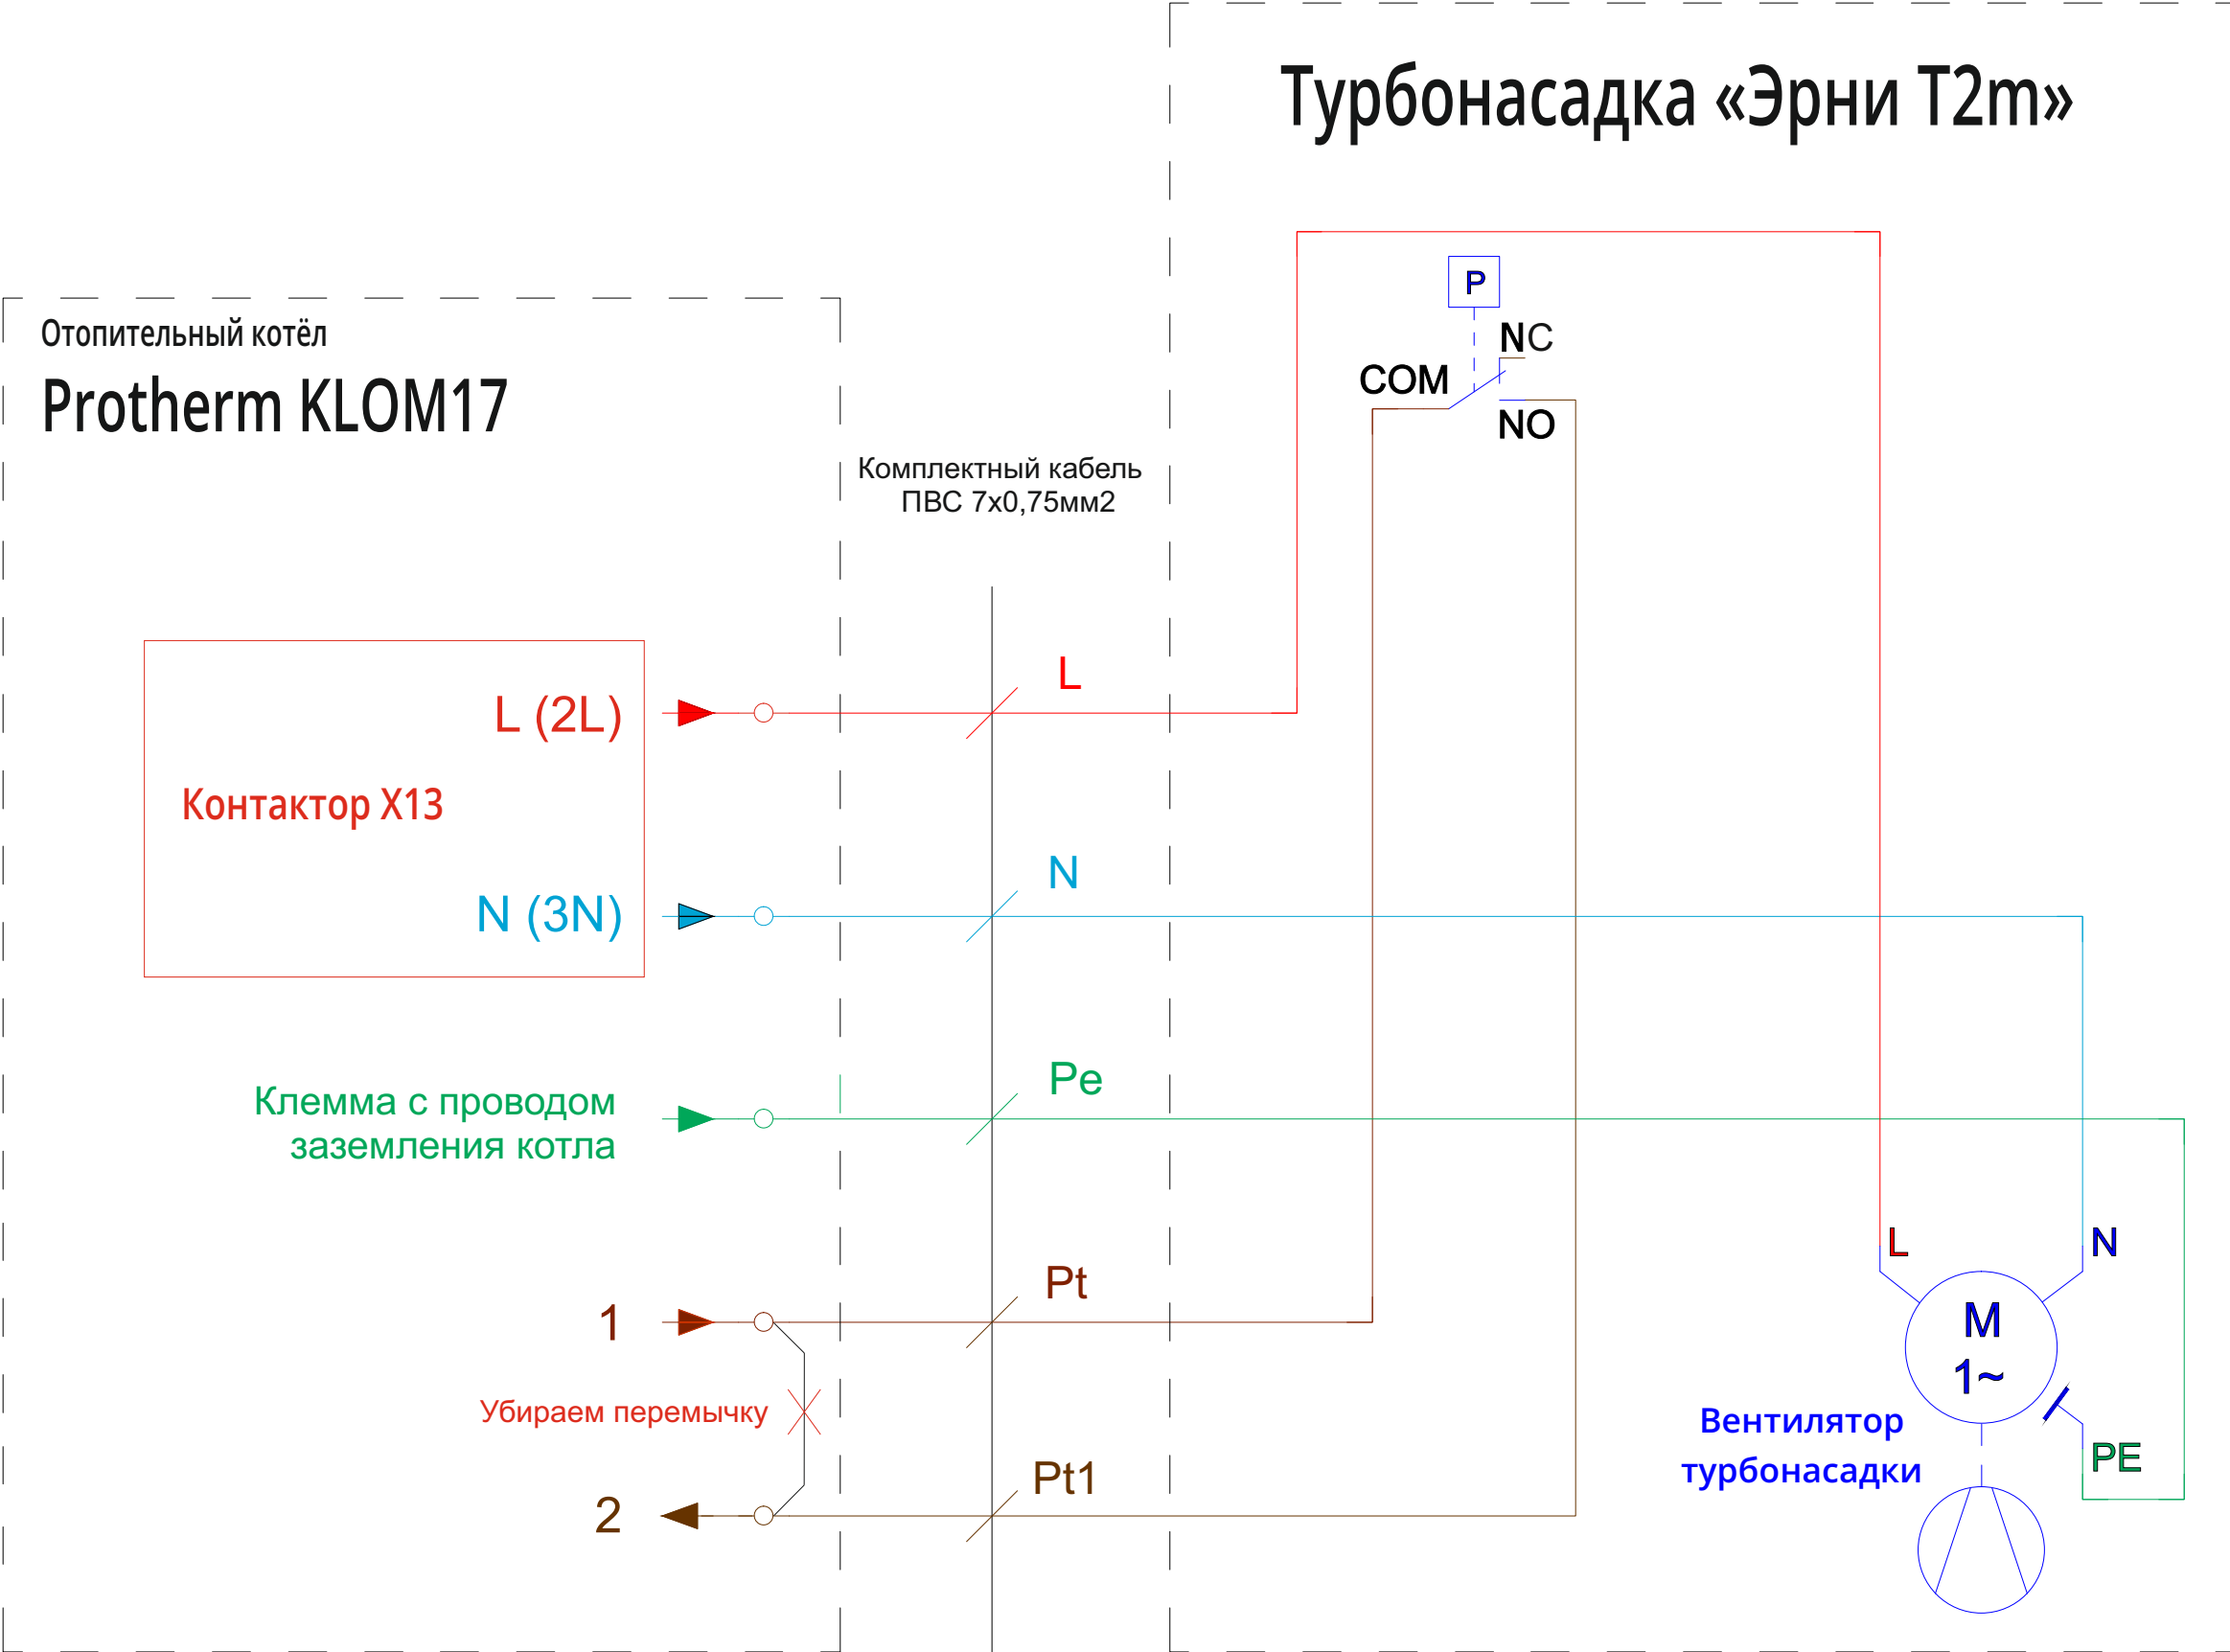 Турбонасадка «Эрни Т2m»
Отопительный котёл
Protherm KLOM17
P
NC
COM
NO
Комплектный кабель
ПВС 7х0,75мм2
L
L (2L)
Контактор X13
N
N (3N)
Pe
Клемма с проводом
заземления котла
L
N
Pt
1
M
1~
Убираем перемычку
Вентилятор
турбонасадки
PE
Pt1
2